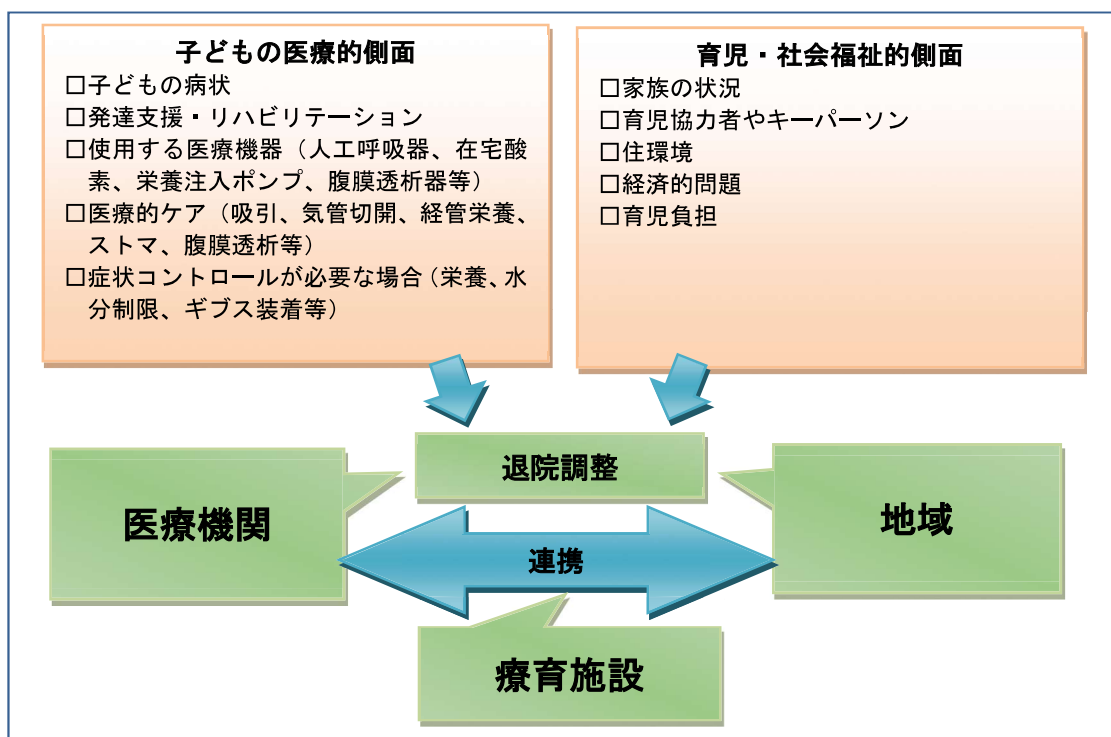 子どもの医療的側面
□子どもの病状
□発達支援・リハビリテーション
□使用する医療機器（人工呼吸器、在宅酸
素、栄養注入ポンプ、腹膜透析器等）
□医療的ケア（吸引、気管切開、経管栄養、
ストマ、腹膜透析等）
□症状コントロールが必要な場合（栄養、水
分制限、ギブス装着等）
育児・社会福祉的側面
□家族の状況
□育児協力者やキーパーソン
□住環境
□経済的問題
□育児負担
退院調整
医療機関
地域
連携
療育施設